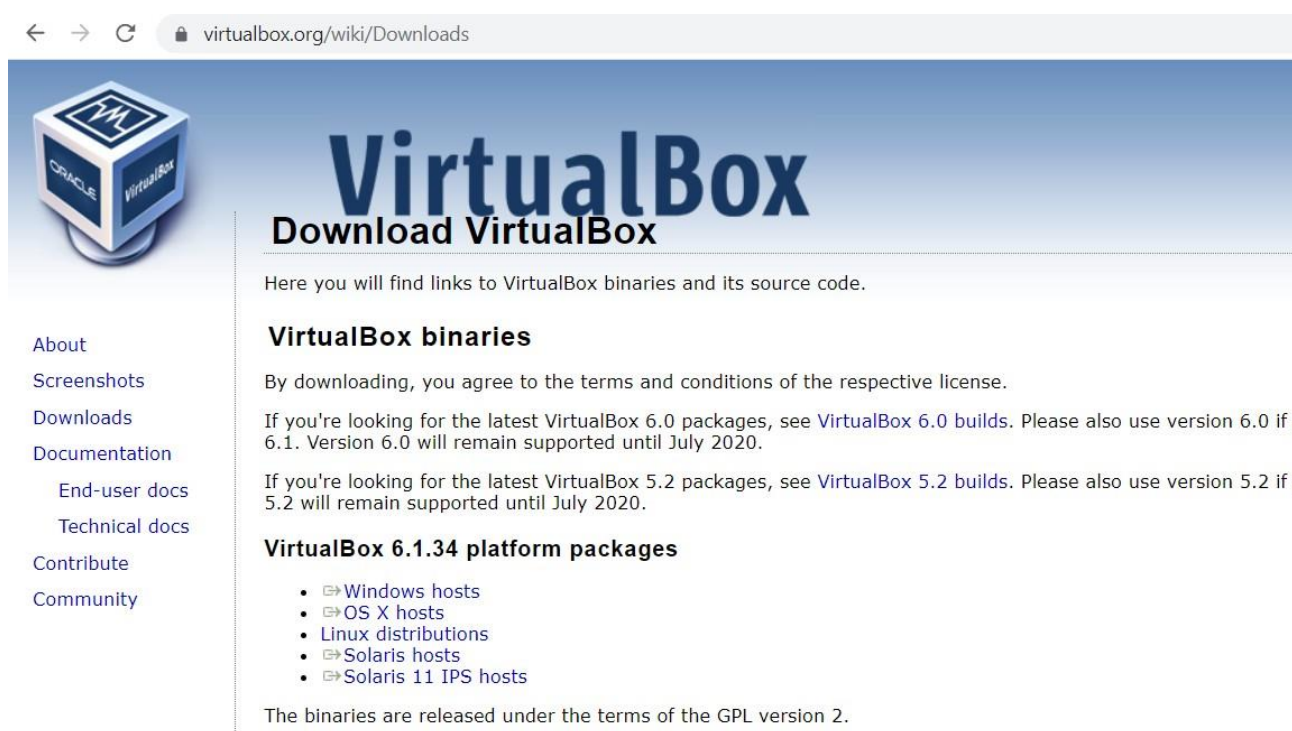 virtualbox.org/wiki/Downloads
ORACLE
VirtualBox
VirtualBox
Download VirtualBox
Here you will find links to VirtualBox binaries and its source code.
About
Screenshots
Downloads
Documentation
End-user docs
Technical docs
Contribute
Community
VirtualBox binaries
By downloading, you agree to the terms and conditions of the respective license.
If you're looking for the latest VirtualBox 6.0 packages, see VirtualBox 6.0 builds. Please also use version 6.0 if
6.1. Version 6.0 will remain supported until July 2020.
If you're looking for the latest VirtualBox 5.2 packages, see VirtualBox 5.2 builds. Please also use version 5.2 if
5.2 will remain supported until July 2020.
VirtualBox 6.1.34 platform packages
Windows hosts
OS X hosts
Linux distributions
Solaris hosts
Solaris 11 IPS hosts
The binaries are released under the terms of the GPL version 2.